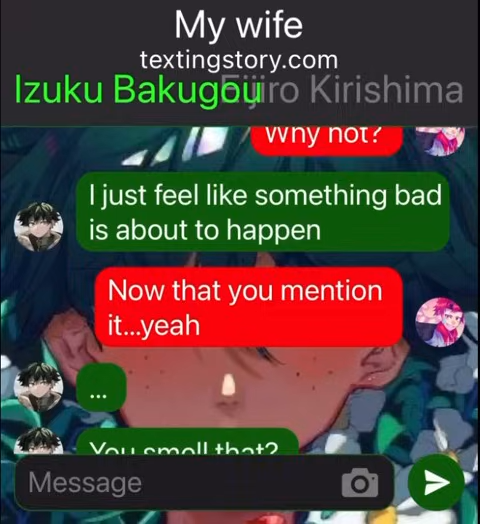 My wife
textingstory.com
Izuku Bakugou Eijiro Kirishima
Why not?
I just feel like something bad
is about to happen
Now that you mention
it...yeah
...
You smell that?
Message